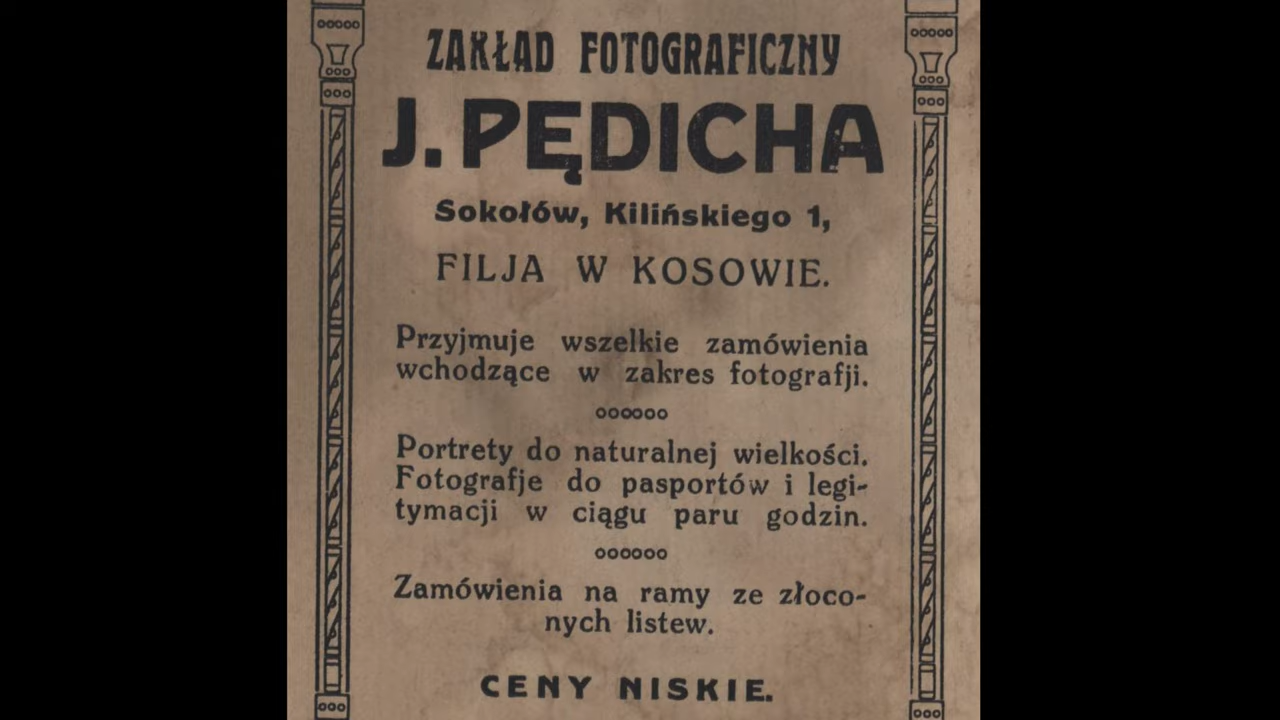 ZAKŁAD FOTOGRAFICZNY
J. PĘDICHA
Sokołów, Kilińskiego 1,
FILJA W KOSOWIE.
Przyjmuje wszelkie zamówienia
wchodzące w zakres fotografji.
Portrety do naturalnej wielkości.
Fotografje do pasportów i legi-
tymacji w ciągu paru godzin.
Zamówienia na ramy ze złoco-
nych listew.
CENY NISKIE.